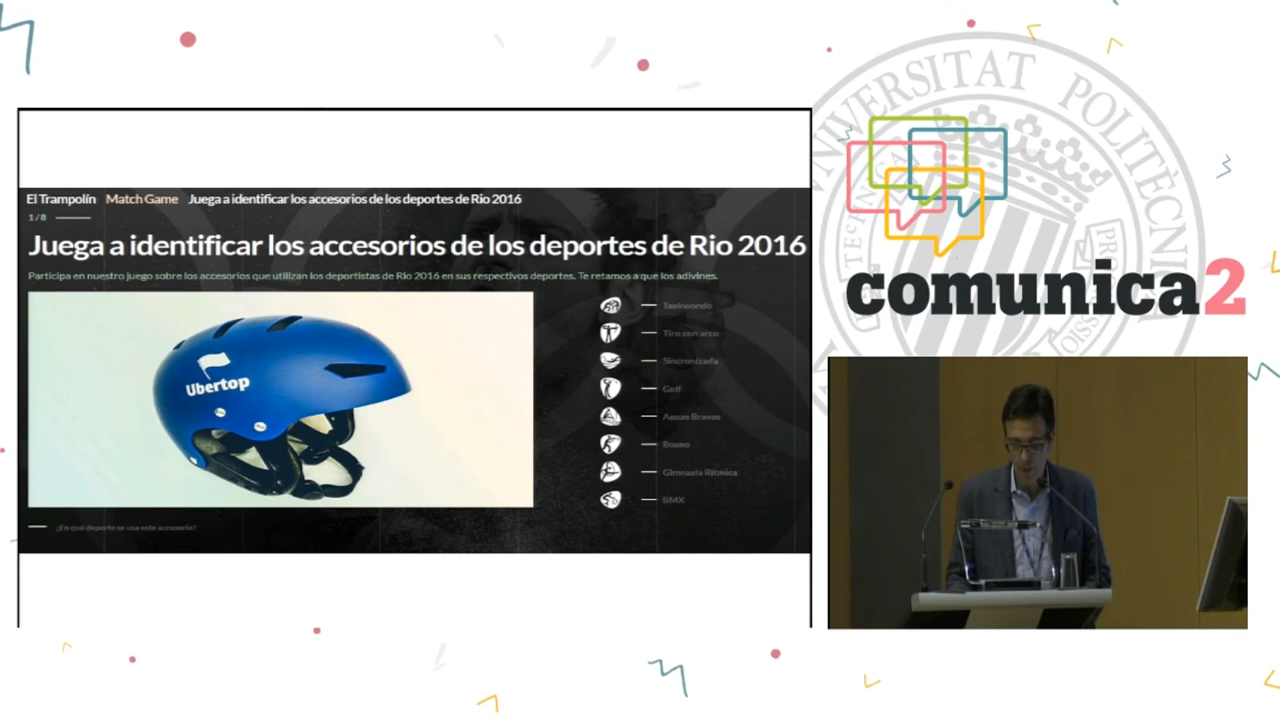 El Trampolín Match Game Juega a identificar los accesorios de los deportes de Rio 2016
1/8
Juega a identificar los accesorios de los deportes de Rio 2016
Participa en nuestro juego sobre los accesorios que utilizan los deportistas de Rio 2016 en sus respectivos deportes. Te retamos a que los adivines.
Ubertop
Taekwondo
Tiro con arco
Sincronizada
Golf
Aguas Bravas
Boxeo
Gimnasia Rítmica
BMX
¿En qué deporte se usa este accesorio?
UNIVERSITAT POLITÈCNI
comunica2